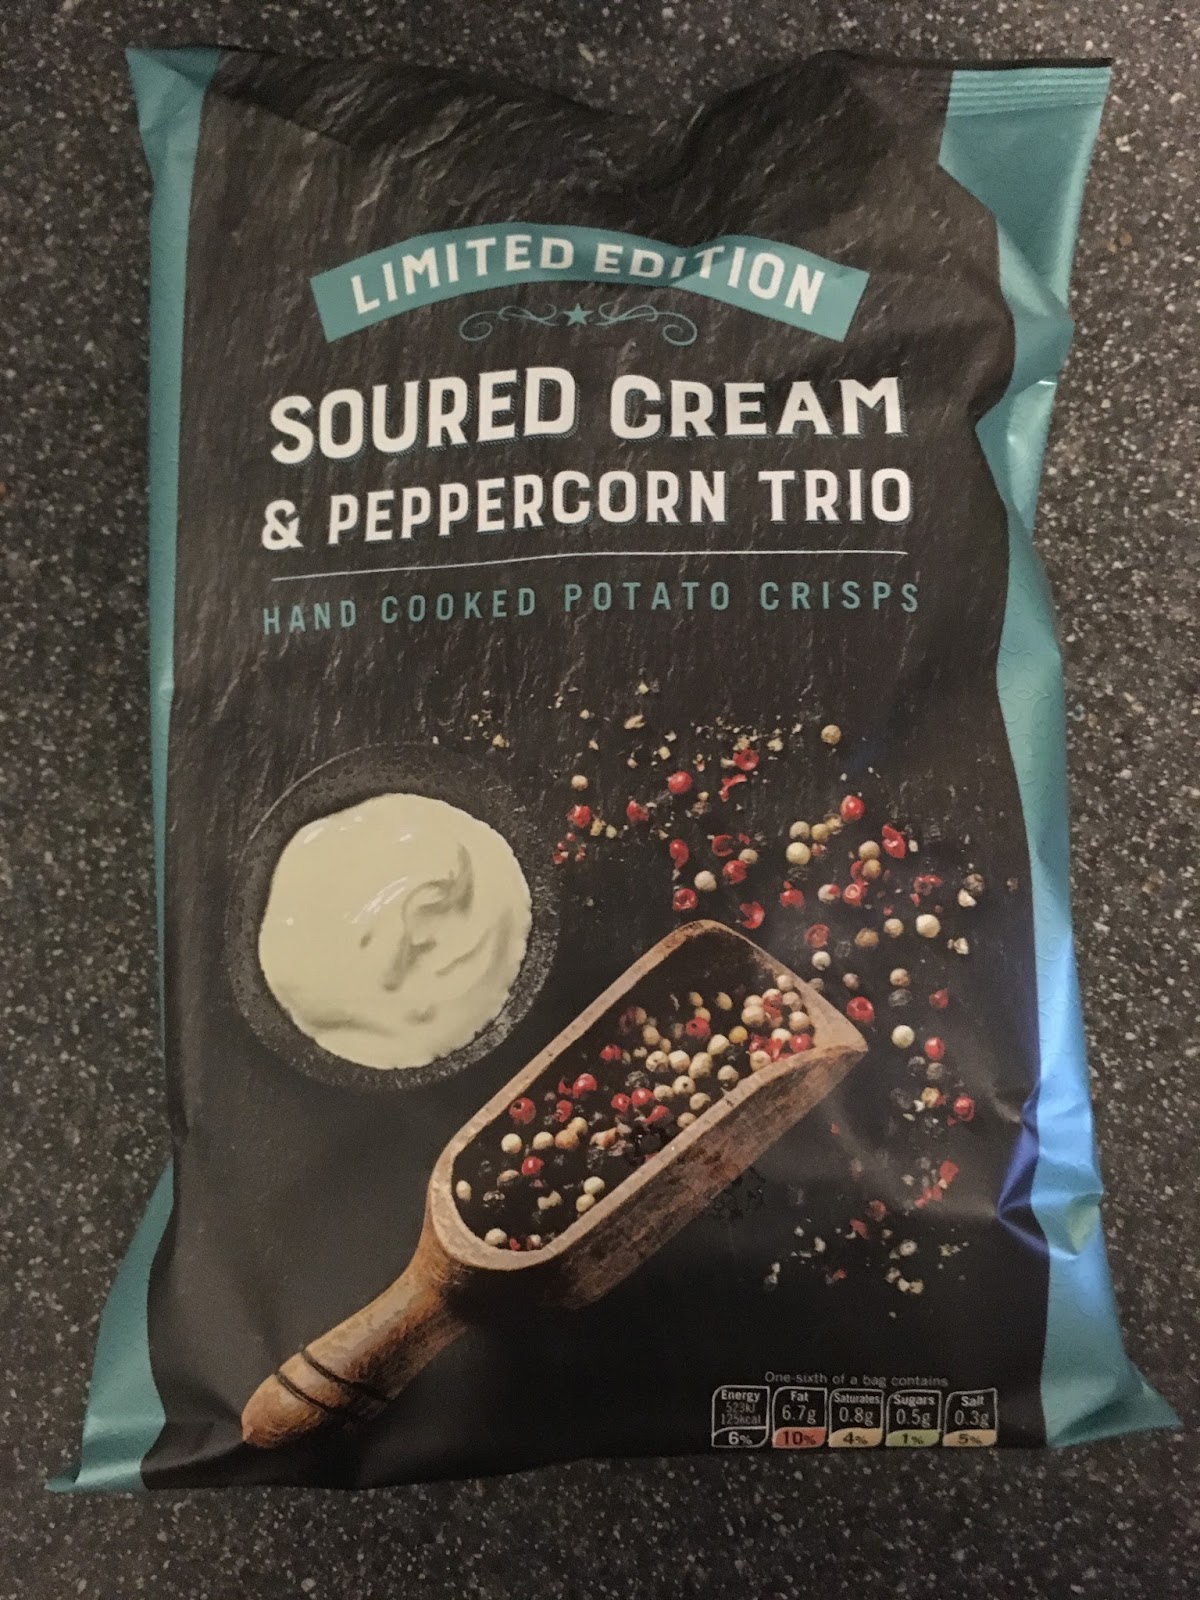 LIMITED EDITION
SOURED CREAM
& PEPPERCORN TRIO
HAND COOKED POTATO CRISPS
One-sixth of a bag contains
Energy Fat Saturates Sugars Salt
523kJ
125kcal 6.7g 0.8g 0.5g 0.3g
6% 10% 4% 1% 5%